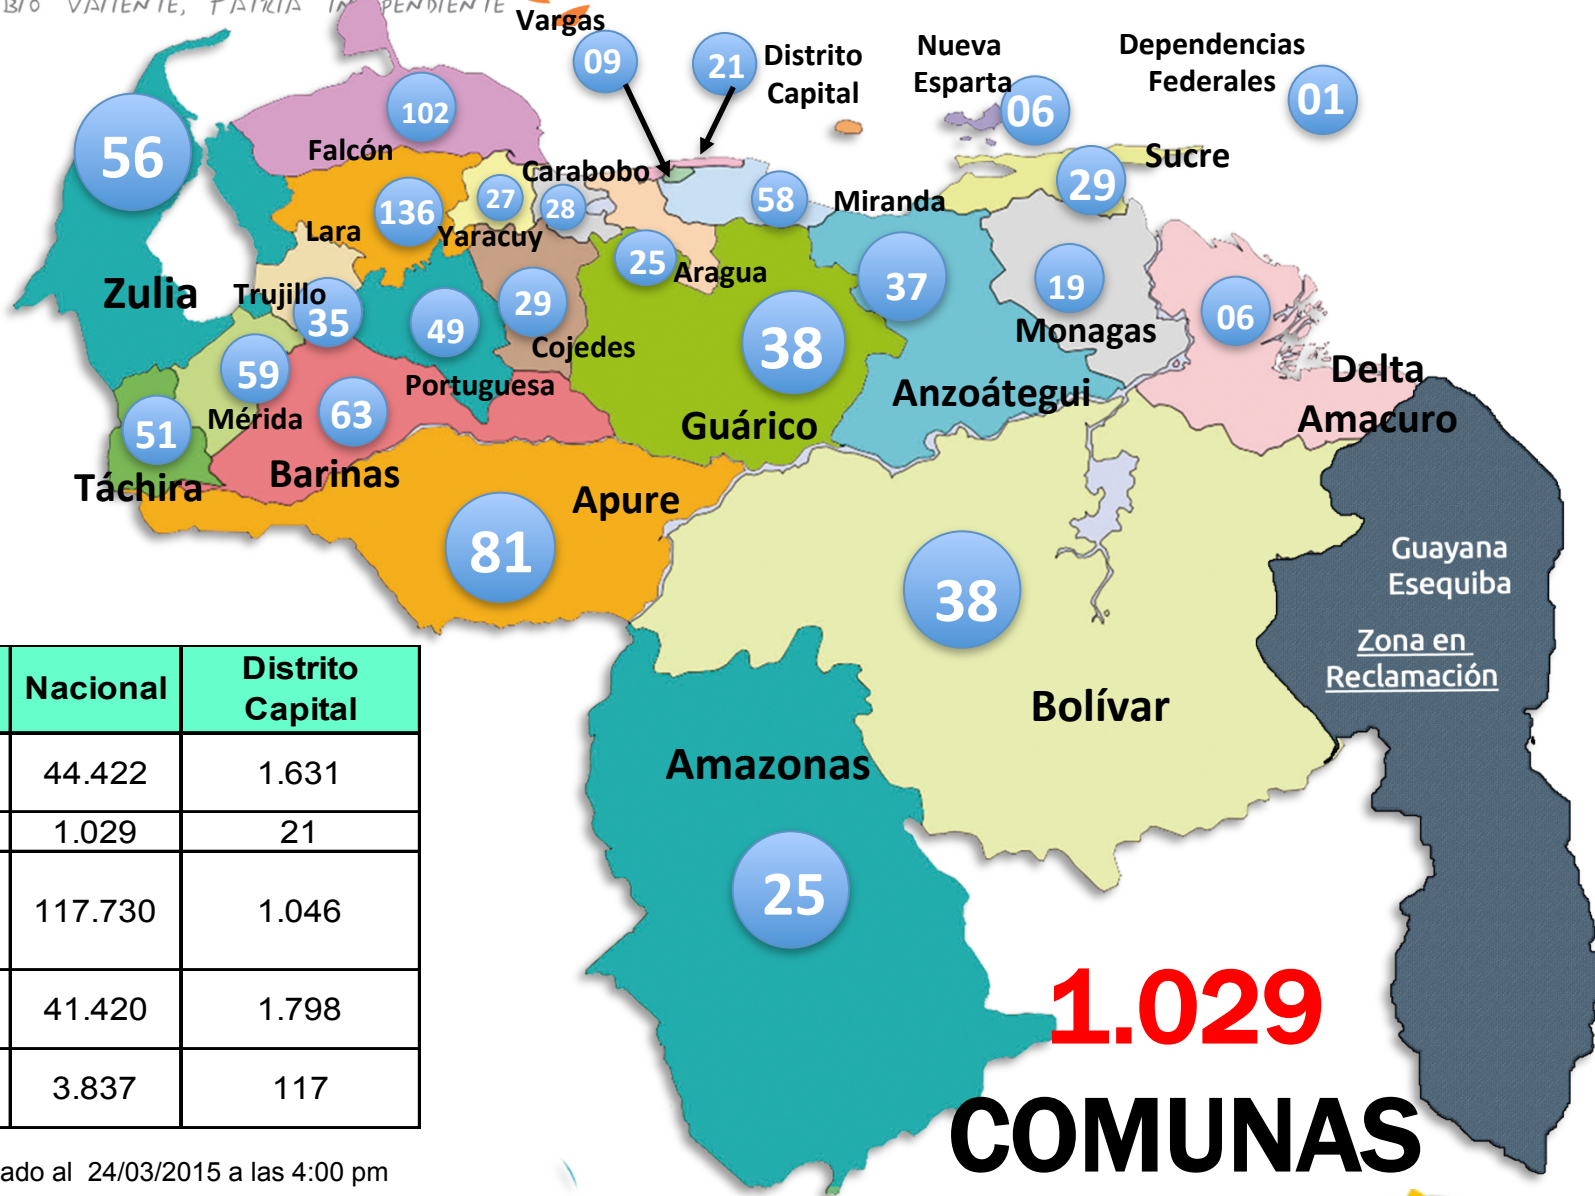 VALIENTE, PATRIA
Vargas
09
21
Distrito
Capital
Nueva
Esparta
06
Dependencias
Federales
01
56
102
Falcón
Carabobo
Sucre
29
136
27
28
58
Miranda
Lara
Yaracuy
Zulia
Trujillo
35
49
29
25
Aragua
37
19
06
Monagas
38
Cojedes
59
Portuguesa
Anzoátegui
Delta
Amacuro
51
Mérida
63
Guárico
Táchira
Barinas
Apure
81
38
Guayana
Esequiba
Zona en
Reclamación
Bolívar
Amazonas
25
Nacional
Distrito
Capital
44.422 1.631
1.029 21
117.730 1.046
41.420 1.798
3.837 117
ado al 24/03/2015 a las 4:00 pm
1.029
COMUNAS